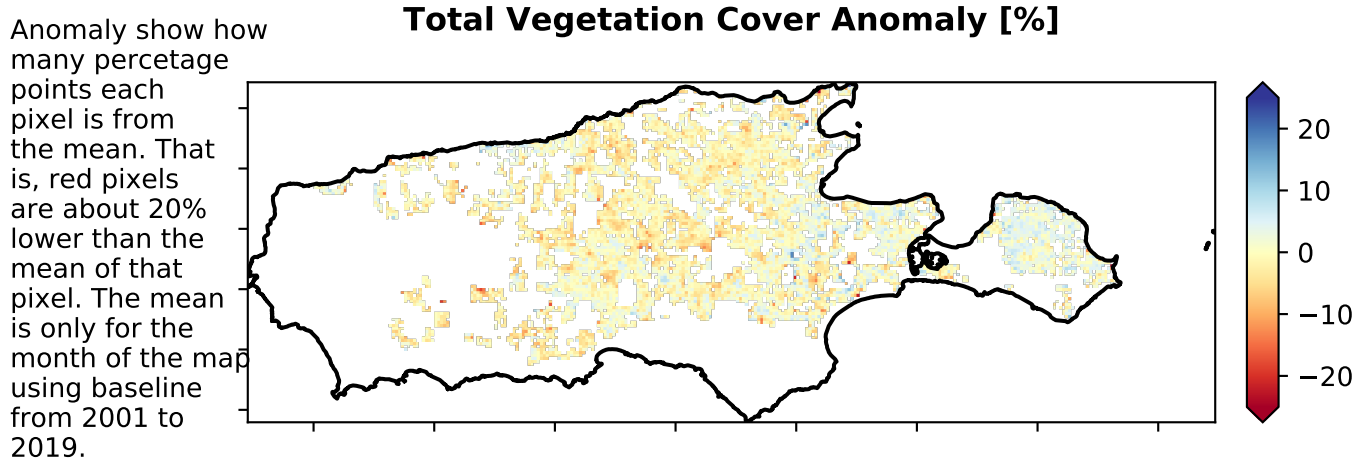 Total Vegetation Cover Anomaly [%]
Anomaly show how
many percetage
points each
pixel is from
the mean. That
is, red pixels
are about 20%
lower than the
mean of that
pixel. The mean
is only for the
month of the map
using baseline
from 2001 to
2019.
20
10
0
−10
−20